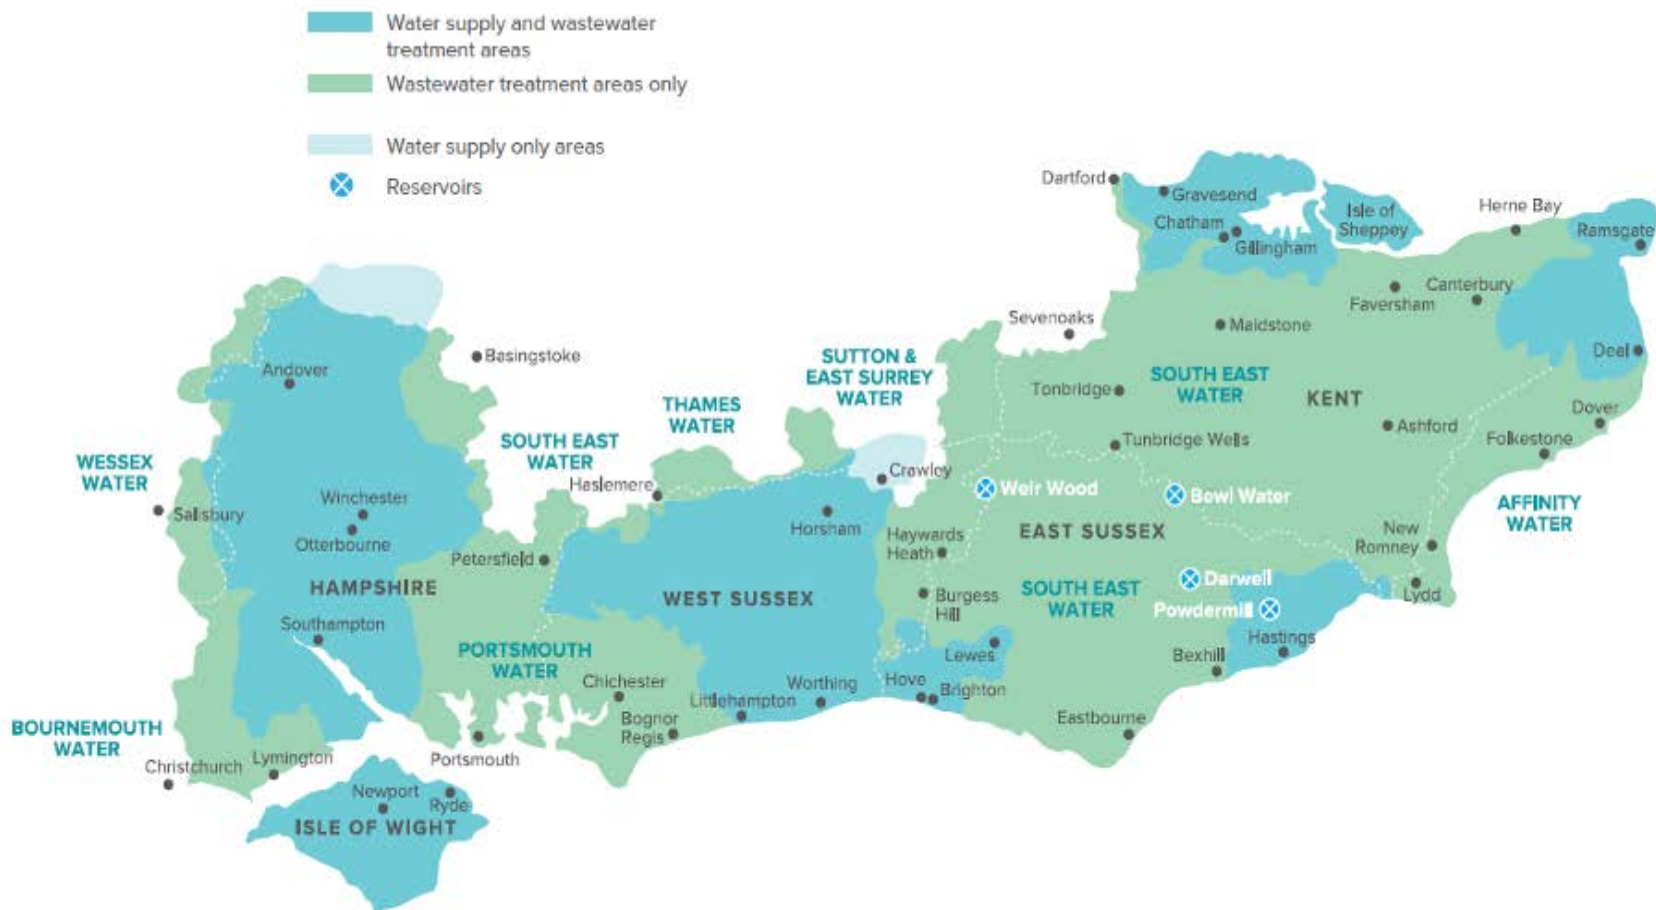 Water supply and wastewater
treatment areas
Wastewater treatment areas only
Water supply only areas
Reservoirs
Dartford
Gravesend
Chatham
Gillingham
Isle of
Sheppey
Herne Bay
Ramsgate
Faversham
Canterbury
Sevenoaks
Maidstone
Deal
Basingstoke
Andover
SUTTON &
EAST SURREY
WATER
Tonbridge
SOUTH EAST
WATER
KENT
THAMES
WATER
Dover
Ashford
Folkestone
Tunbridge Wells
SOUTH EAST
WATER
WESSEX
WATER
Haslemere
Crawley
Weir Wood
Bewl Water
AFFINITY
WATER
Salisbury
Winchester
Otterbourne
Horsham
Haywards
Heath
EAST SUSSEX
New
Romney
Petersfield
HAMPSHIRE
WEST SUSSEX
Burgess
Hill
SOUTH EAST
WATER
Darwell
Powdermill
Lydd
Southampton
PORTSMOUTH
WATER
Lewes
Hastings
Bexhill
Chichester
Worthing
Littlehampton
Hove
Brighton
Bognor
Regis
Eastbourne
BOURNEMOUTH
WATER
Christchurch
Lymington
Portsmouth
Newport
Ryde
ISLE OF WIGHT